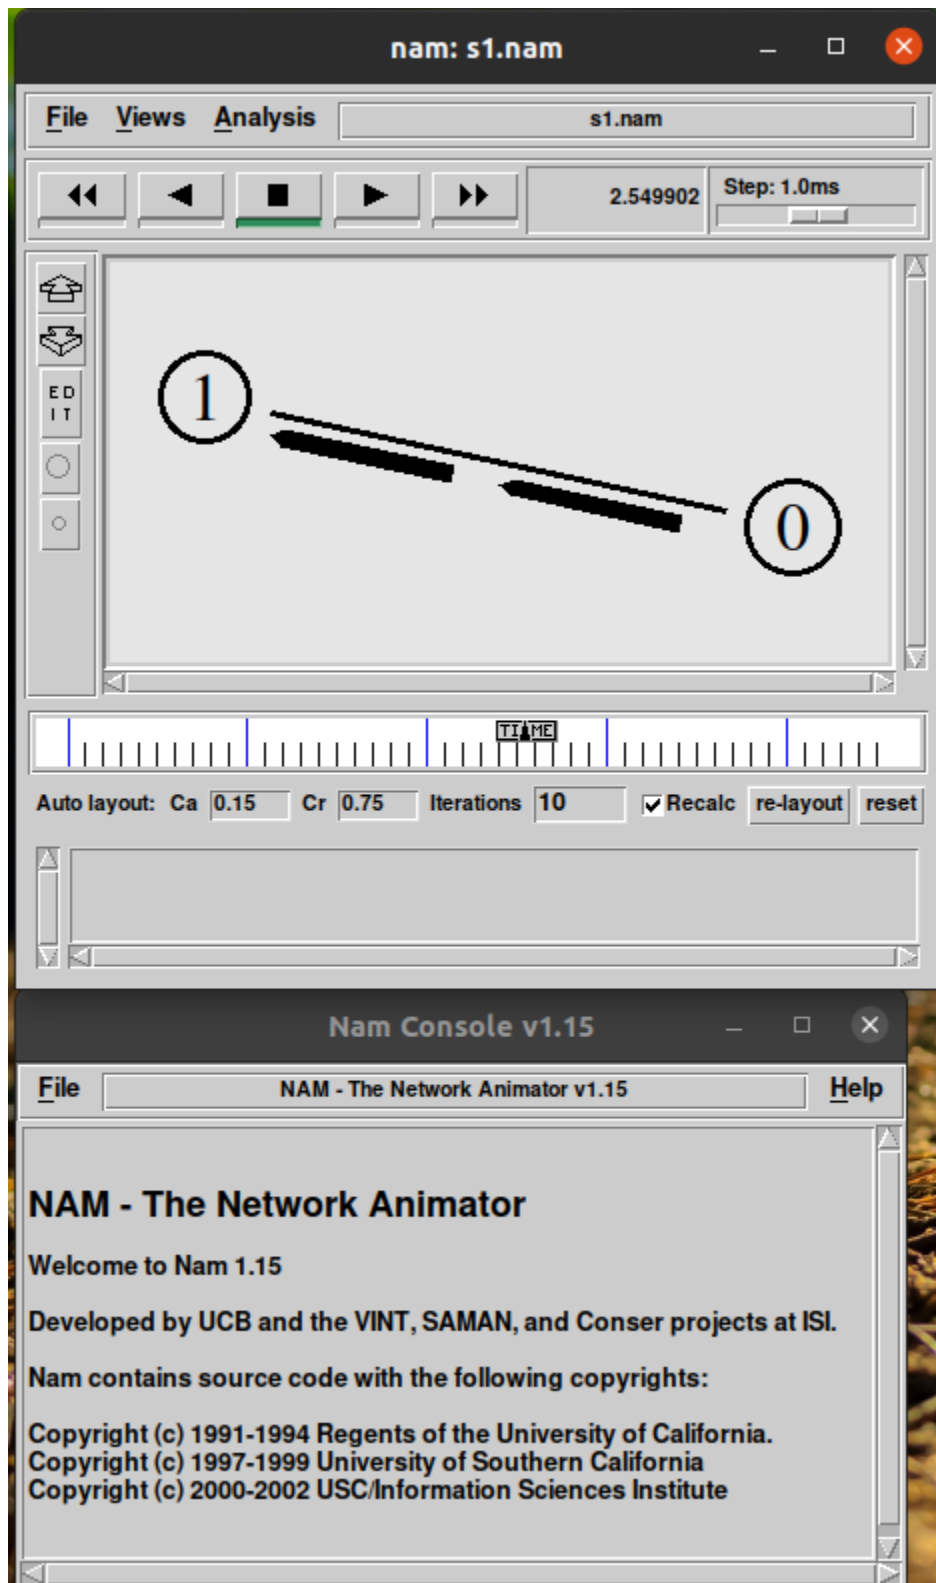 nam: s1.nam
File Views Analysis s1.nam
2.549902 Step: 1.0ms
ED
IT
1
0
TIME
Auto layout: Ca 0.15 Cr 0.75 Iterations 10 Recalc re-layout reset
Nam Console v1.15
File NAM - The Network Animator v1.15 Help
NAM - The Network Animator
Welcome to Nam 1.15
Developed by UCB and the VINT, SAMAN, and Conser projects at ISI.
Nam contains source code with the following copyrights:
Copyright (c) 1991-1994 Regents of the University of California.
Copyright (c) 1997-1999 University of Southern California
Copyright (c) 2000-2002 USC/Information Sciences Institute